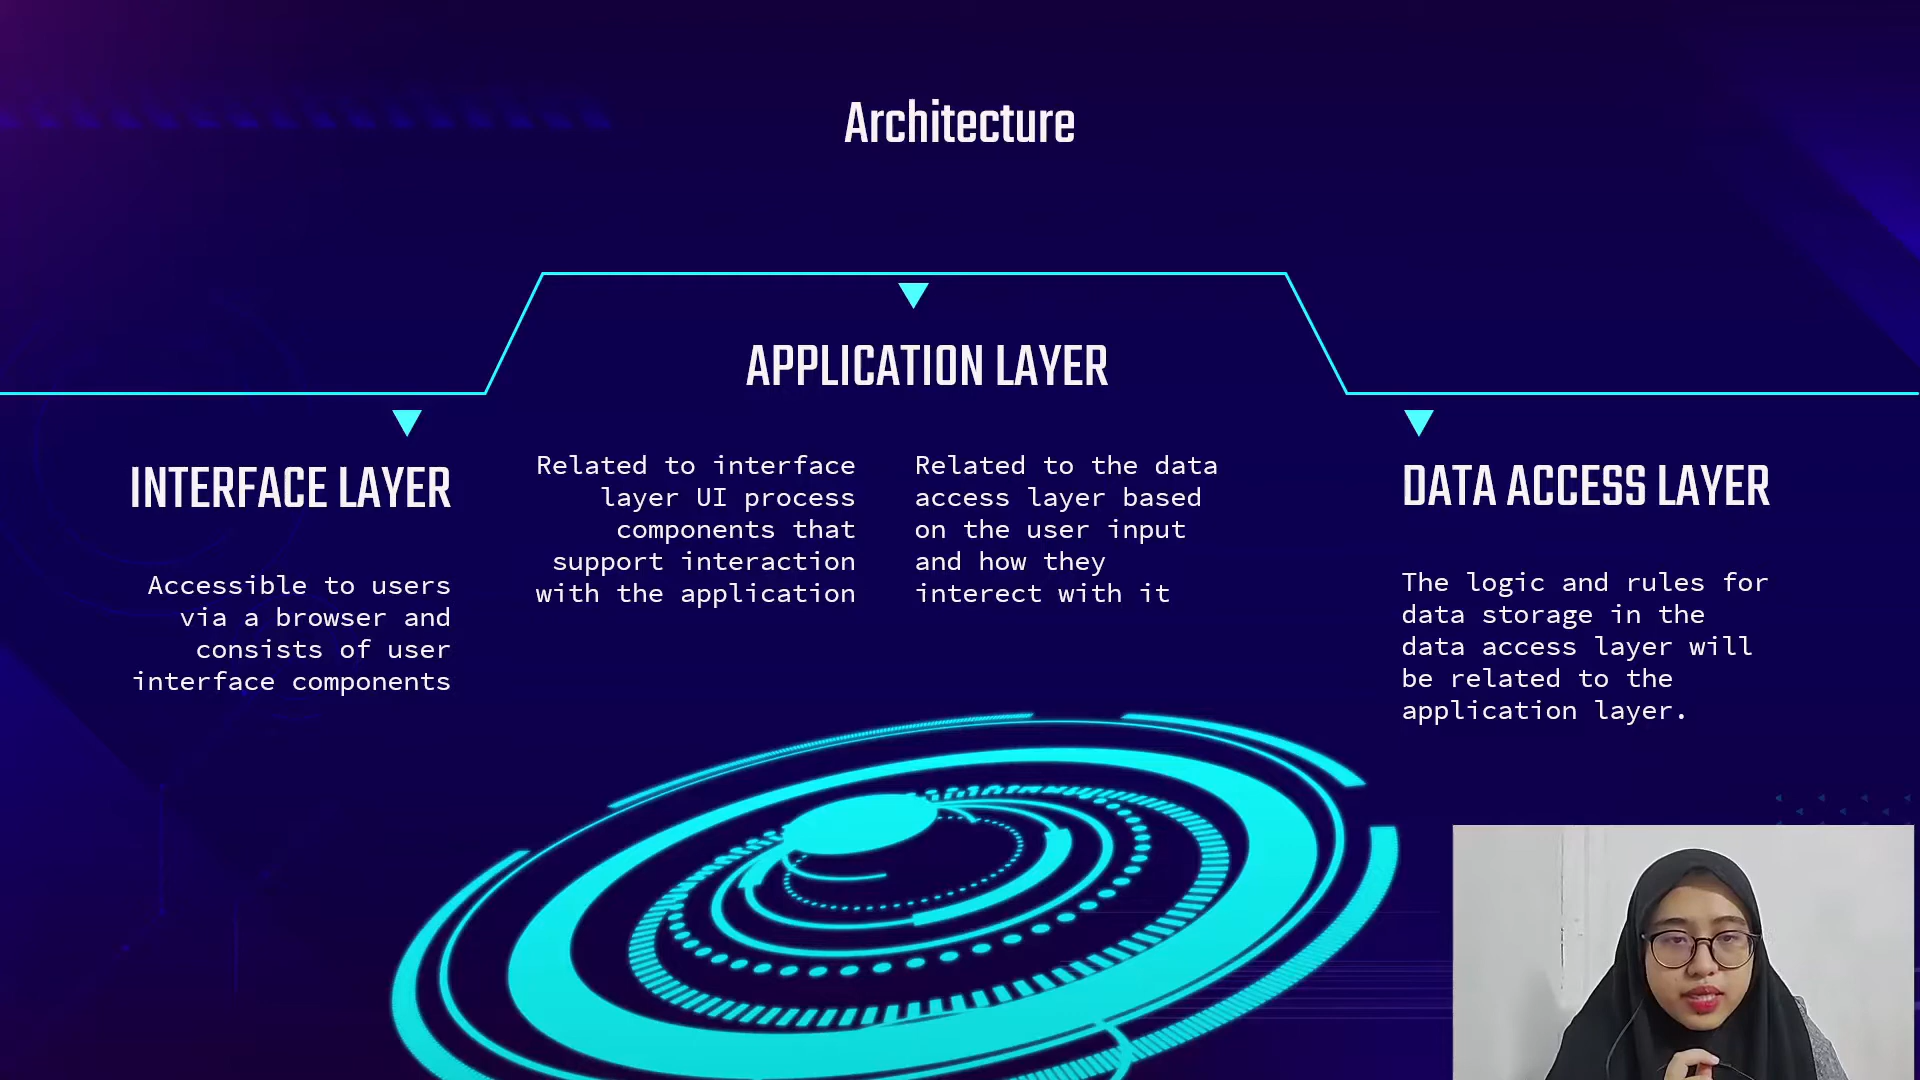 Architecture
APPLICATION LAYER
INTERFACE LAYER
DATA ACCESS LAYER
Related to interface
layer UI process
components that
support interaction
with the application
Related to the data
access layer based
on the user input
and how they
interect with it
Accessible to users
via a browser and
consists of user
interface components
The logic and rules for
data storage in the
data access layer will
be related to the
application layer.